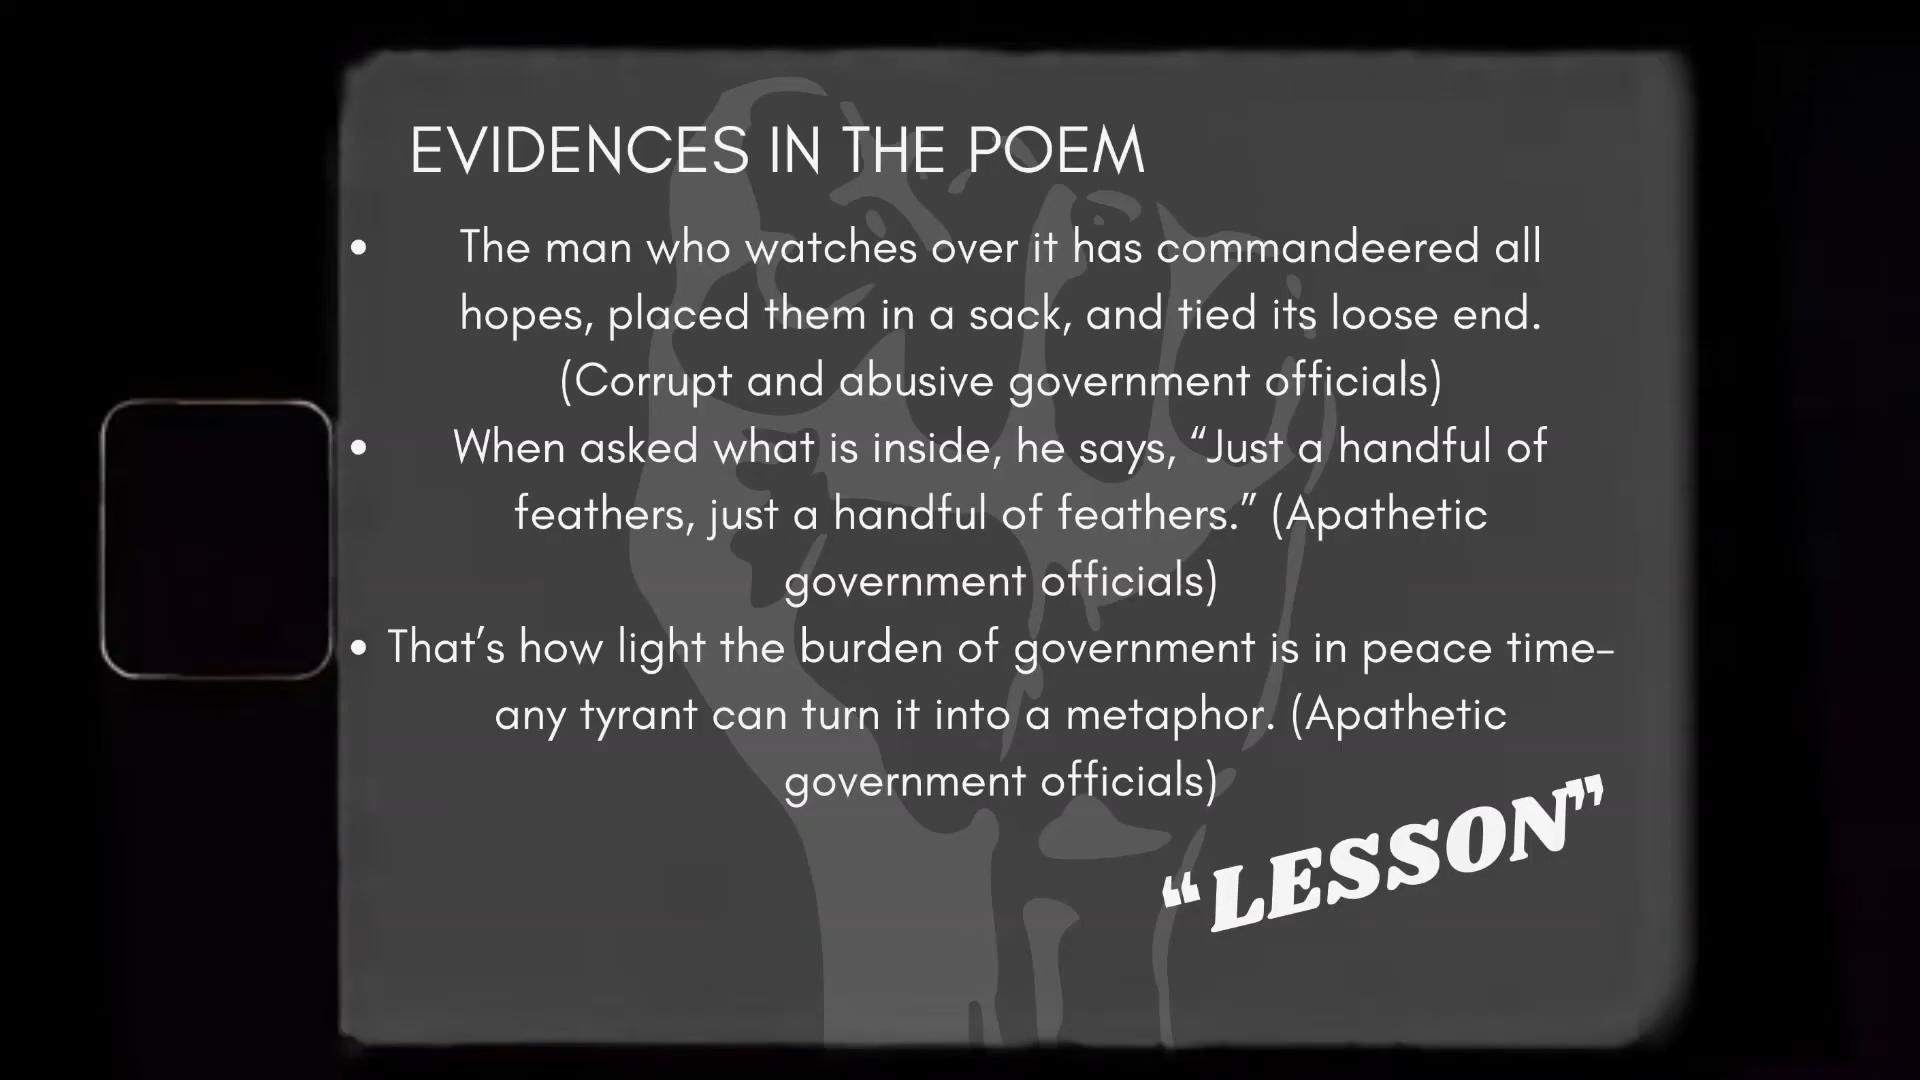 EVIDENCES IN THE POEM
• The man who watches over it has commandeered all
hopes, placed them in a sack, and tied its loose end.
(Corrupt and abusive government officials)
• When asked what is inside, he says, “Just a handful of
feathers, just a handful of feathers.” (Apathetic
government officials)
• That’s how light the burden of government is in peace time–
any tyrant can turn it into a metaphor. (Apathetic
government officials)
“LESSON”